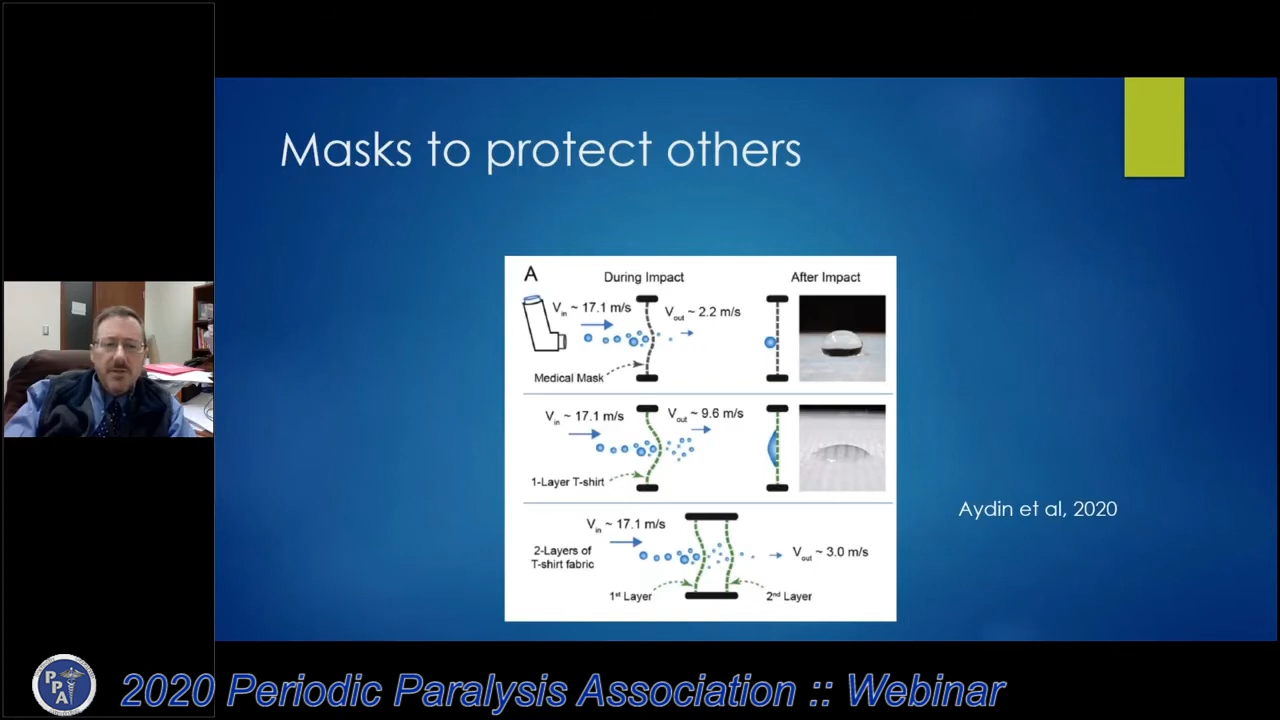 Masks to protect others
A
During Impact
After Impact
Vin ~ 17.1 m/s
Vout ~ 2.2 m/s
Medical Mask
Vin ~ 17.1 m/s
Vout ~ 9.6 m/s
1-Layer T-shirt
Vin ~ 17.1 m/s
2-Layers of
T-shirt fabric
Vout ~ 3.0 m/s
1st Layer
2nd Layer
Aydin et al, 2020
PPA
2020 Periodic Paralysis Association :: Webinar